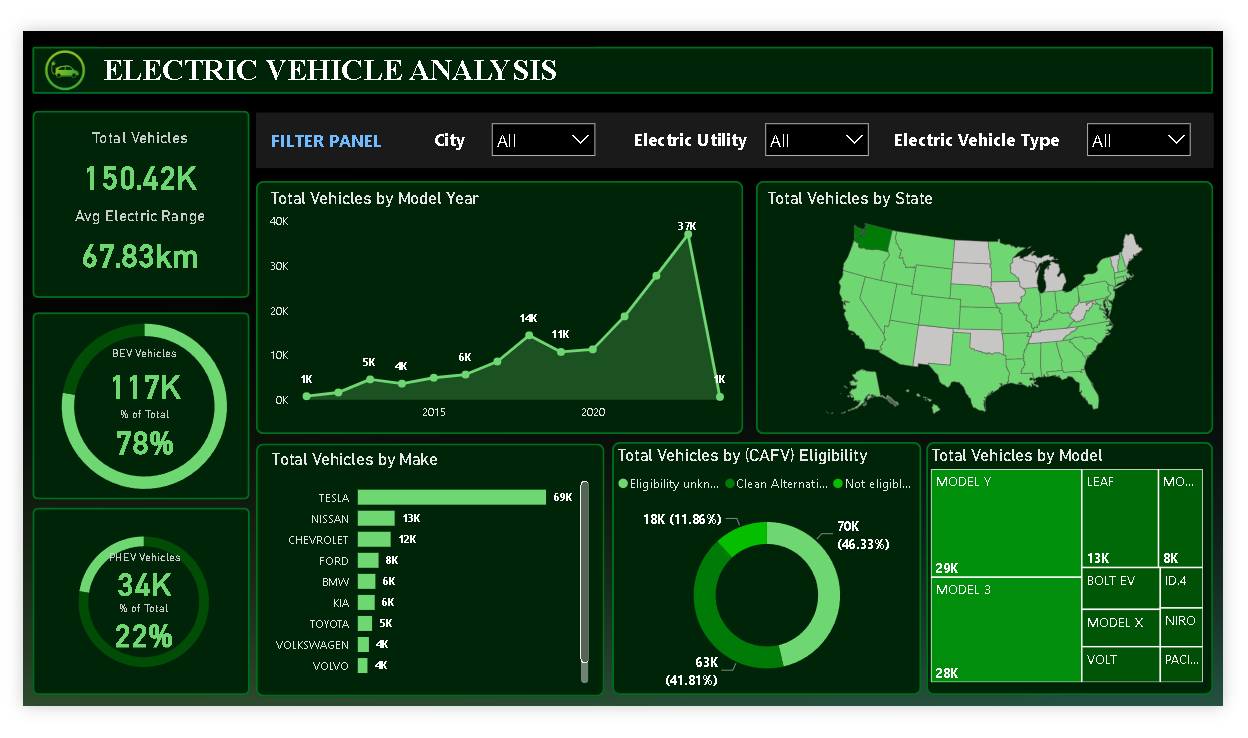 ELECTRIC VEHICLE ANALYSIS
Total Vehicles
150.42K
Avg Electric Range
67.83km
FILTER PANEL
City
All
Electric Utility
All
Electric Vehicle Type
All
BEV Vehicles
117K
% of Total
78%
PHEV Vehicles
34K
% of Total
22%
Total Vehicles by Model Year
40K
30K
20K
10K
0K
1K
5K
4K
6K
14K
11K
37K
1K
2015
2020
Total Vehicles by State
Total Vehicles by Make
TESLA 69K
NISSAN 13K
CHEVROLET 12K
FORD 8K
BMW 6K
KIA 6K
TOYOTA 5K
VOLKSWAGEN 4K
VOLVO 4K
Total Vehicles by (CAFV) Eligibility
Eligibility unkn... Clean Alternati... Not eligibl...
18K (11.86%)
70K
(46.33%)
63K
(41.81%)
Total Vehicles by Model
MODEL Y
29K
MODEL 3
28K
LEAF
13K
MO...
8K
BOLT EV
ID.4
MODEL X
NIRO
VOLT
PACI...